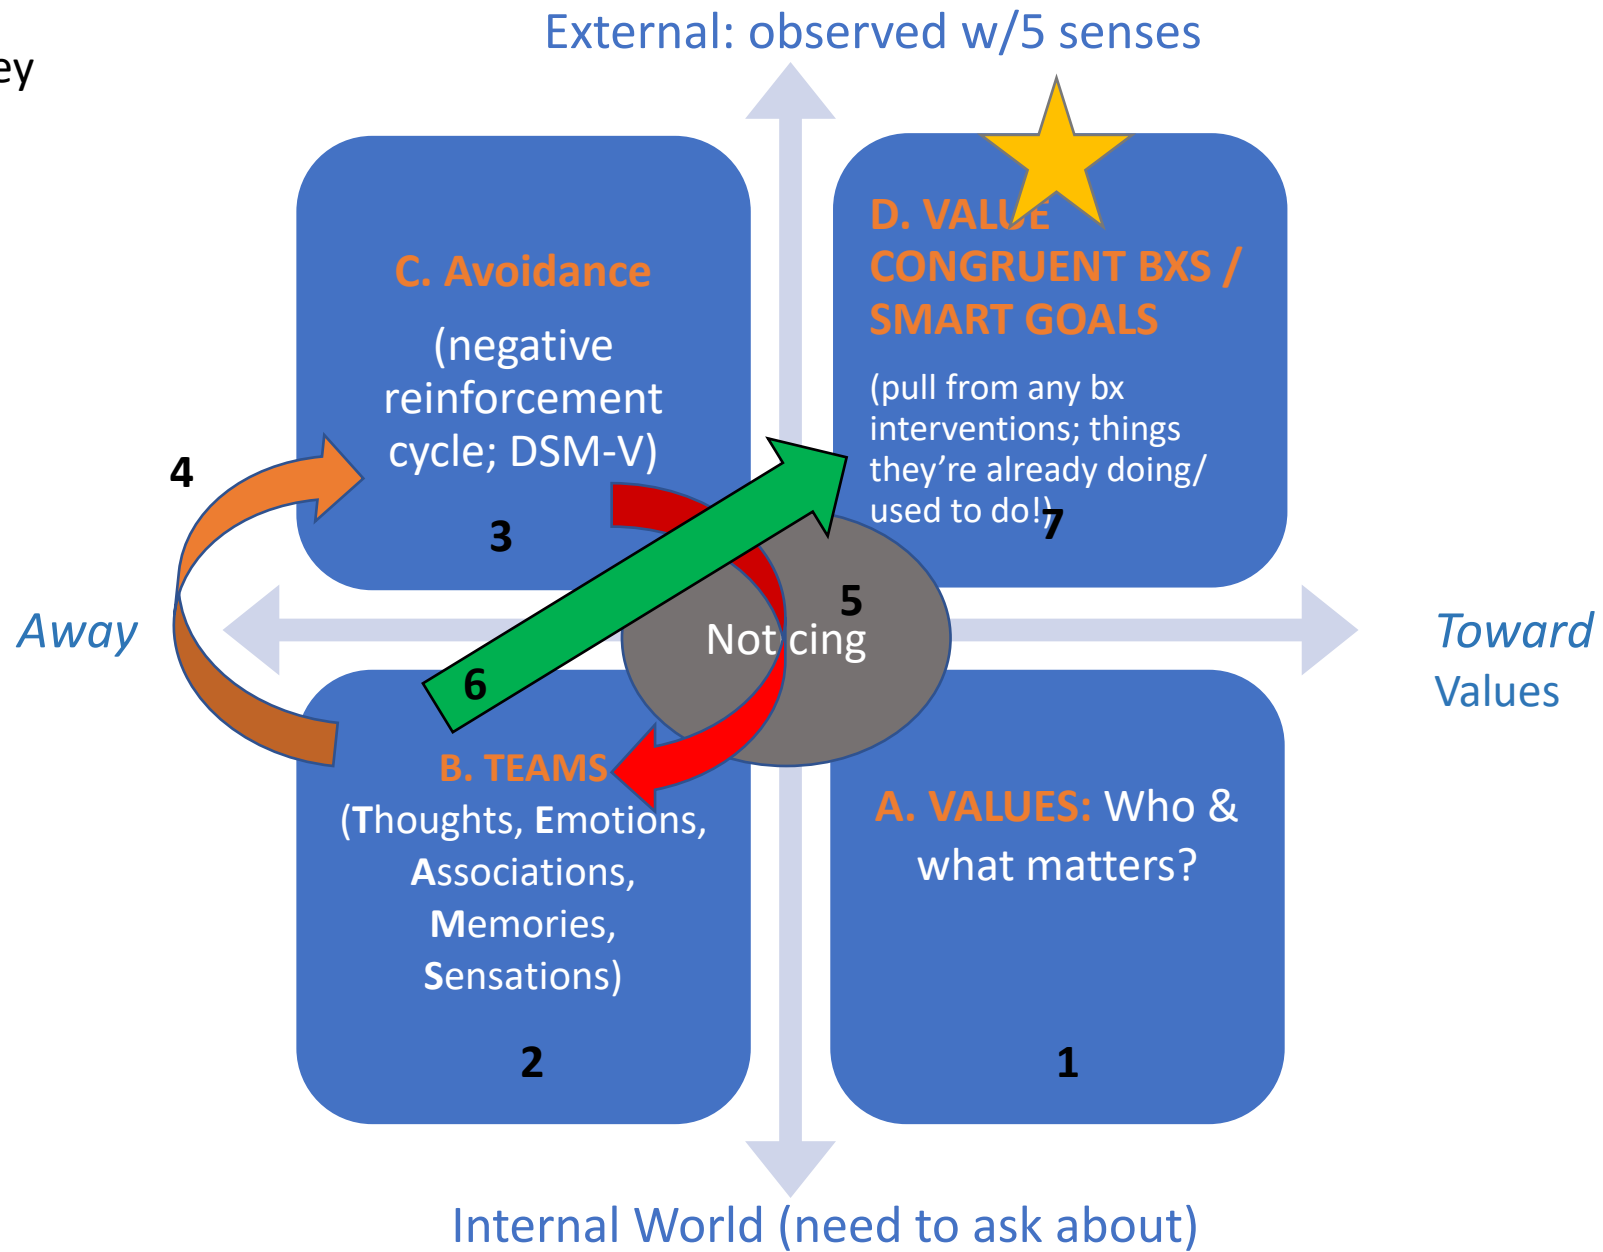 External: observed w/5 senses
ey
C. Avoidance
(negative
reinforcement
cycle; DSM-V)
3
4
D. VALUE
CONGRUENT BXS /
SMART GOALS
(pull from any bx
interventions; things
they’re already doing/
used to do!)
7
5
Noticing
6
Away
Toward
Values
B. TEAMS
(Thoughts, Emotions,
Associations,
Memories,
Sensations)
2
A. VALUES: Who &
what matters?
1
Internal World (need to ask about)